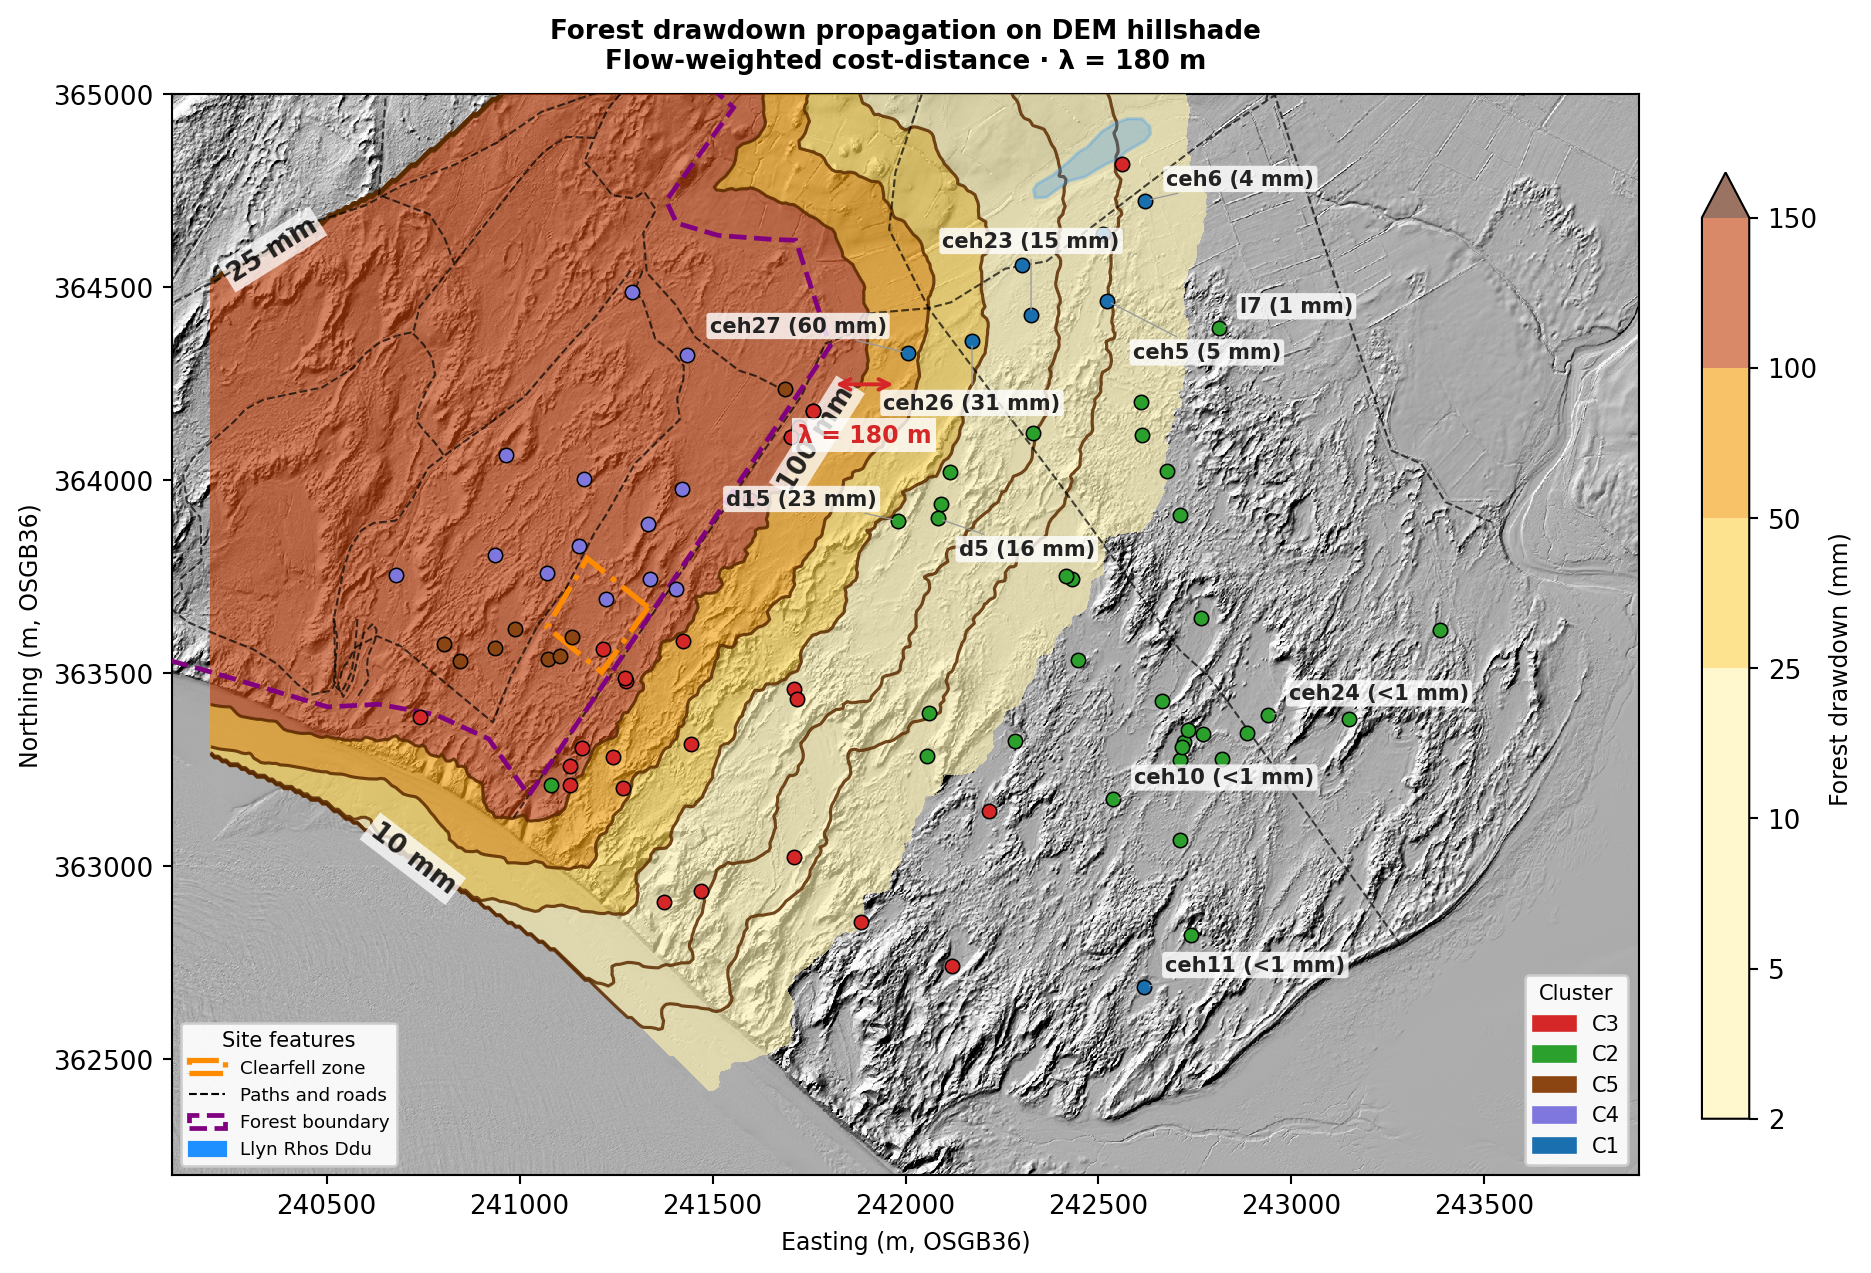 Forest drawdown propagation on DEM hillshade
Flow-weighted cost-distance · λ = 180 m
365000
364500
364000
363500
363000
362500
Northing (m, OSGB36)
240500
241000
241500
242000
242500
243000
243500
Easting (m, OSGB36)
25 mm
100 mm
10 mm
ceh6 (4 mm)
ceh23 (15 mm)
l7 (1 mm)
ceh27 (60 mm)
ceh5 (5 mm)
ceh26 (31 mm)
λ = 180 m
d15 (23 mm)
d5 (16 mm)
ceh24 (<1 mm)
ceh10 (<1 mm)
ceh11 (<1 mm)
Site features
Clearfell zone
Paths and roads
Forest boundary
Llyn Rhos Ddu
Cluster
C3
C2
C5
C4
C1
150
100
50
25
10
5
2
Forest drawdown (mm)